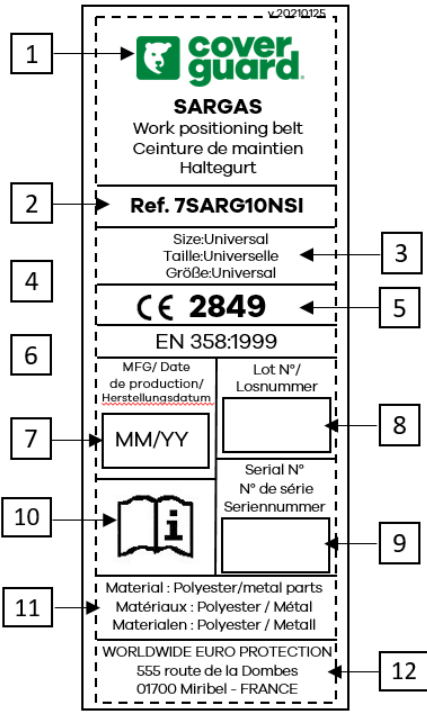 v.20210125
1
cover
guard
SARGAS
Work positioning belt
Ceinture de maintien
Haltegurt
2
Ref. 7SARG10NSI
Size:Universal
Taille:Universelle
Größe:Universal
3
4
CE 2849
5
EN 358:1999
6
MFG/ Date
de production/
Herstellungsdatum
7
MM/YY
Lot N°/
Losnummer
8
Serial N°
N° de série
Seriennummer
9
10
i
11
Material : Polyester/metal parts
Matériaux : Polyester / Métal
Materialen : Polyester / Metall
WORLDWIDE EURO PROTECTION
555 route de la Dombes
01700 Miribel - FRANCE
12